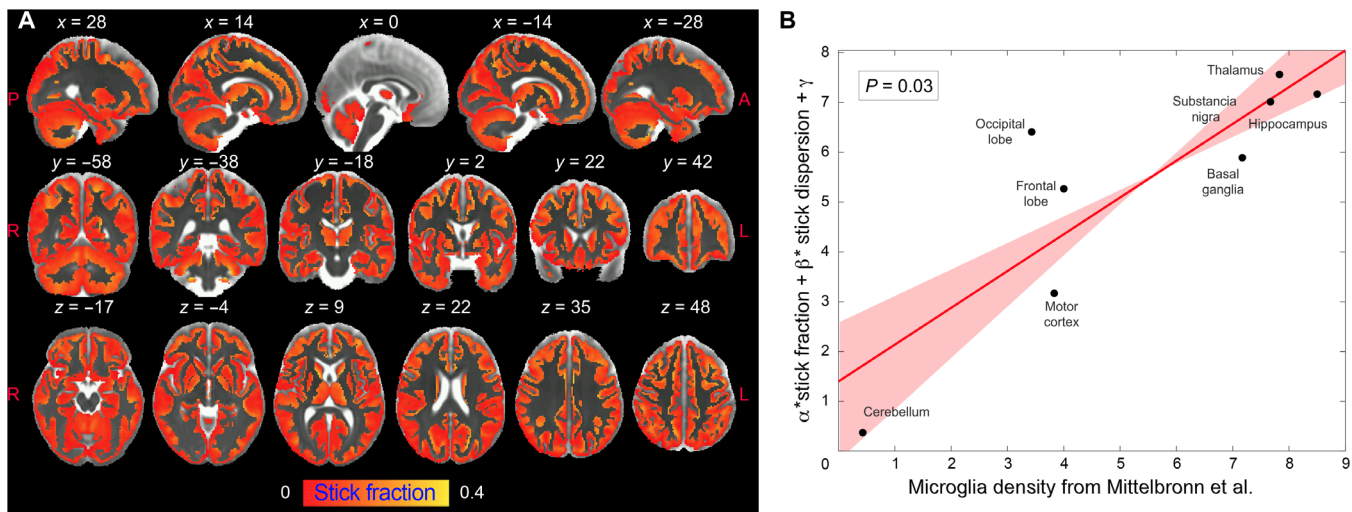 A
x = 28
x = 14
x = 0
x = −14
x = −28
P
A
y = −58
y = −38
y = −18
y = 2
y = 22
y = 42
R
L
z = −17
z = −4
z = 9
z = 22
z = 35
z = 48
R
L
0
Stick fraction
0.4
B
α*stick fraction + β* stick dispersion + γ
8
7
6
5
4
3
2
1
P = 0.03
Thalamus
Substancia
nigra
Hippocampus
Occipital
lobe
Basal
ganglia
Frontal
lobe
Motor
cortex
Cerebellum
0
1
2
3
4
5
6
7
8
9
Microglia density from Mittelbronn et al.